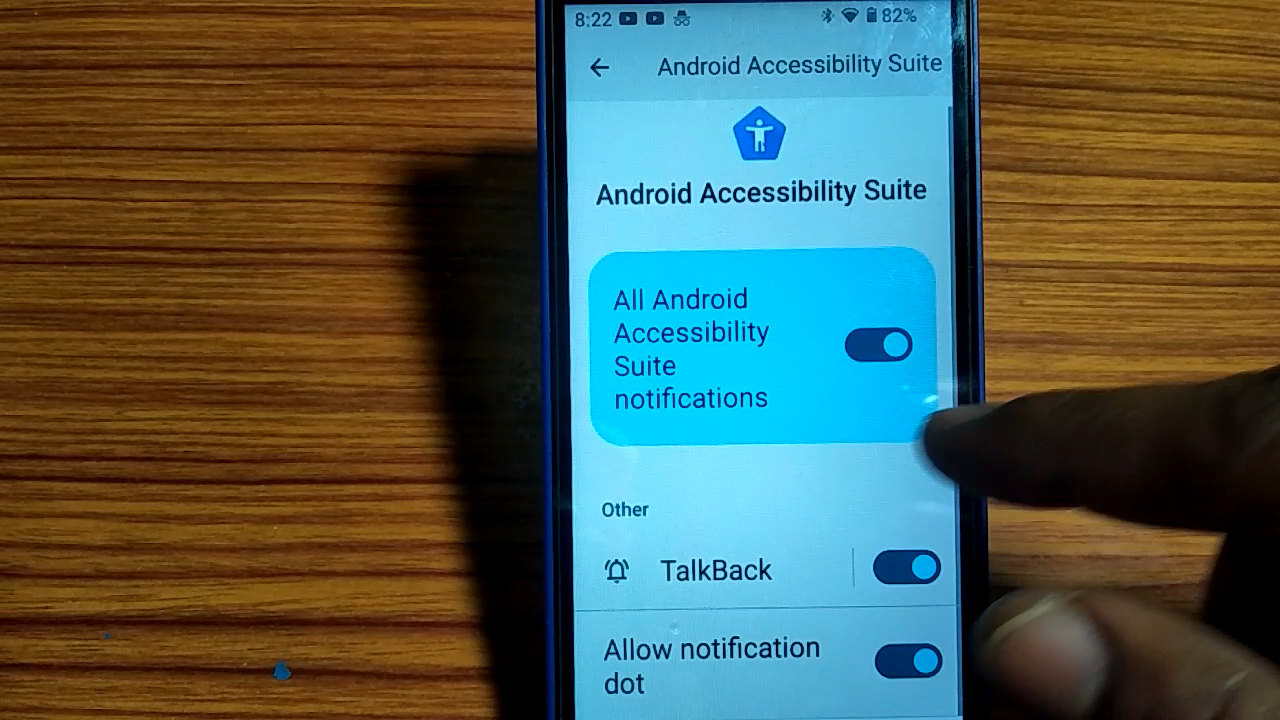 8:22 82%
Android Accessibility Suite
Android Accessibility Suite
All Android
Accessibility
Suite
notifications
Other
TalkBack
Allow notification
dot